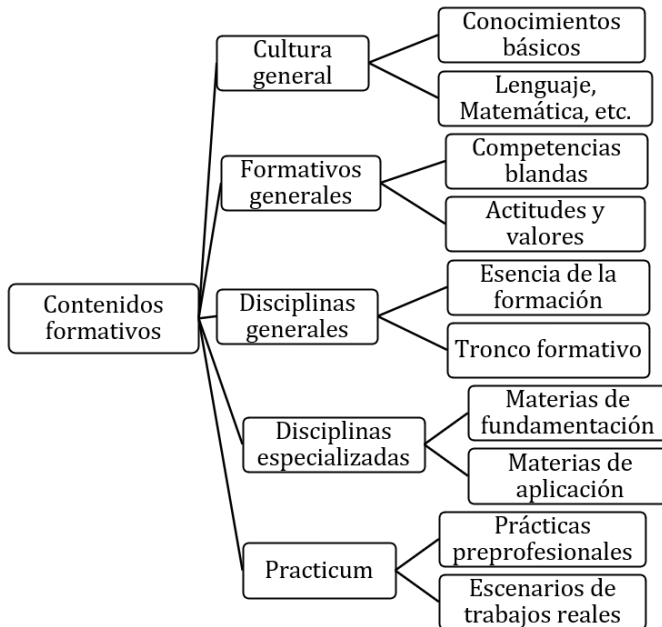 Contenidos
formativos
Cultura
general
Conocimientos
básicos
Lenguaje,
Matemática, etc.
Formativos
generales
Competencias
blandas
Actitudes y
valores
Disciplinas
generales
Esencia de la
formación
Tronco formativo
Disciplinas
especializadas
Materias de
fundamentación
Materias de
aplicación
Practicum
Prácticas
preprofesionales
Escenarios de
trabajos reales